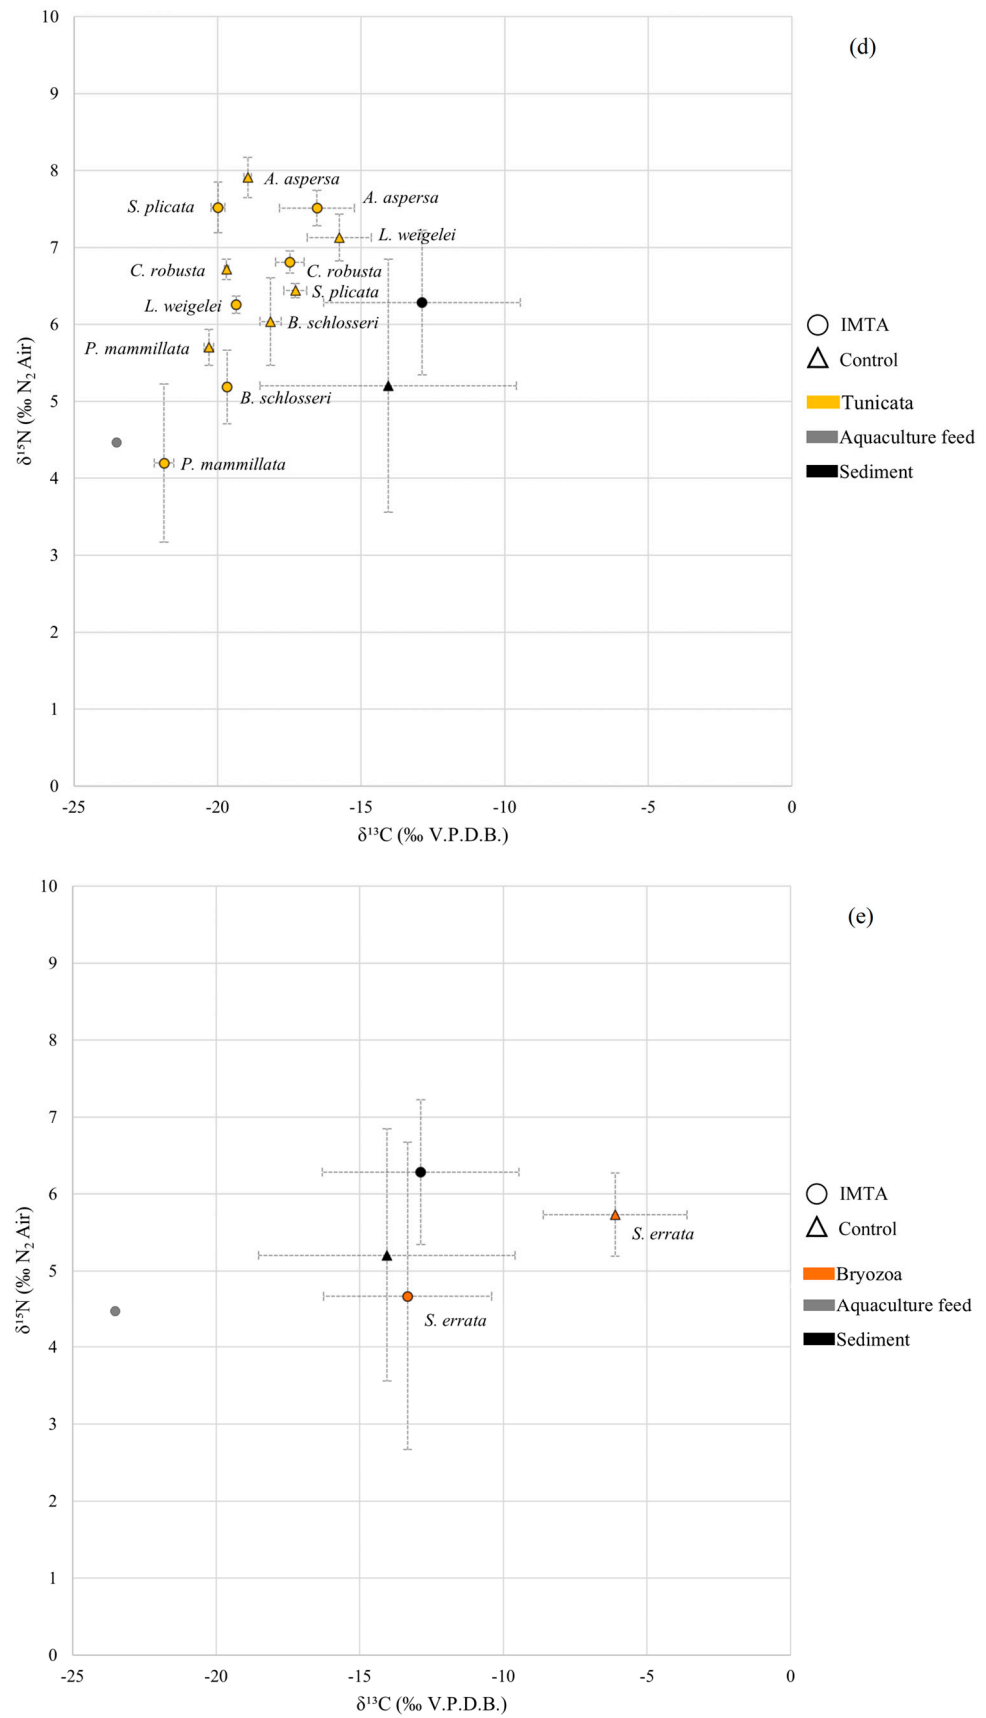 10
(d)
9
8
A. aspersa
A. aspersa
S. plicata
L. weigelei
7
C. robusta
C. robusta
S. plicata
L. weigelei
B. schlosseri
6
IMTA
P. mammillata
Control
B. schlosseri
5
Tunicata
Aquaculture feed
P. mammillata
Sediment
4
3
2
1
0
δ¹⁵N (‰ N₂ Air)
-25 -20 -15 -10 -5 0
δ¹³C (‰ V.P.D.B.)
10
(e)
9
8
7
6
IMTA
Control
S. errata
5
Bryozoa
Aquaculture feed
S. errata
Sediment
4
3
2
1
0
δ¹⁵N (‰ N₂ Air)
-25 -20 -15 -10 -5 0
δ¹³C (‰ V.P.D.B.)